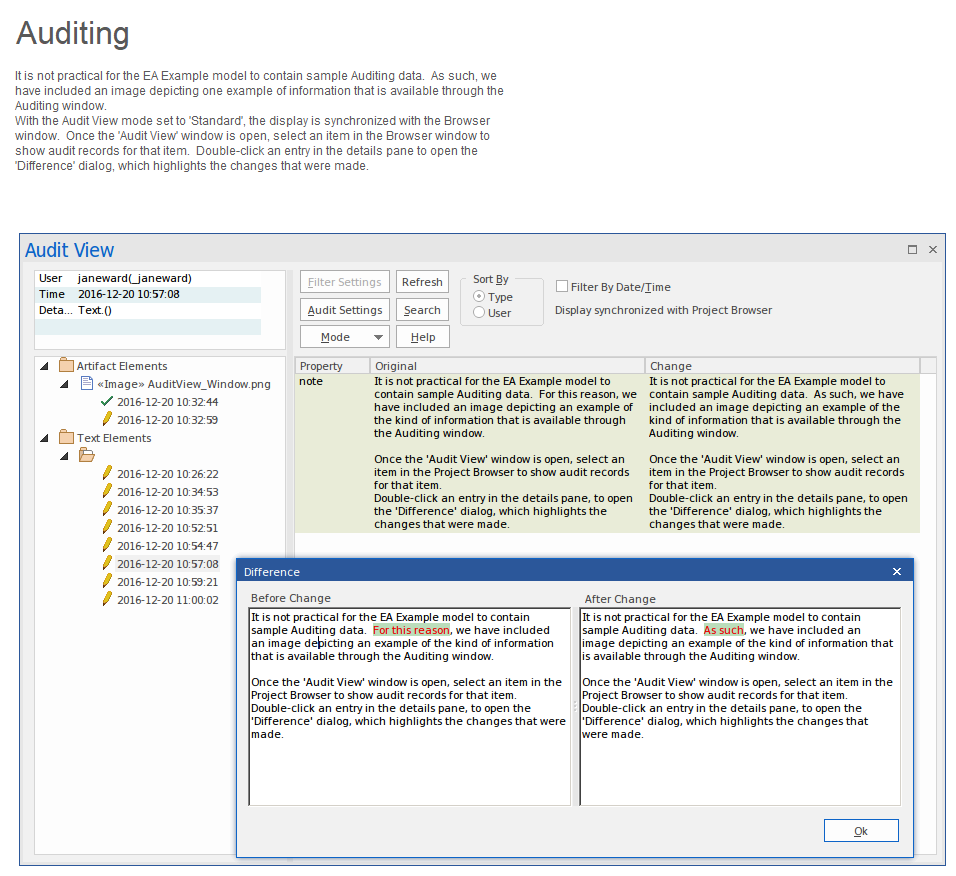 Auditing
It is not practical for the EA Example model to contain sample Auditing data.  As such, we
have included an image depicting one example of information that is available through the
Auditing window.
With the Audit View mode set to 'Standard', the display is synchronized with the Browser
window.  Once the 'Audit View' window is open, select an item in the Browser window to
show audit records for that item.  Double-click an entry in the details pane to open the
'Difference' dialog, which highlights the changes that were made.
Audit View
User janeward(_janeward)
Time 2016-12-20 10:57:08
Deta... Text.()
Filter Settings Refresh
Audit Settings Search
Mode Help
Sort By
Type
User
Filter By Date/Time
Display synchronized with Project Browser
Artifact Elements
«Image» AuditView_Window.png
2016-12-20 10:32:44
2016-12-20 10:32:59
Text Elements
2016-12-20 10:26:22
2016-12-20 10:34:53
2016-12-20 10:35:37
2016-12-20 10:52:51
2016-12-20 10:54:47
2016-12-20 10:57:08
2016-12-20 10:59:21
2016-12-20 11:00:02
Property Original Change
note
It is not practical for the EA Example model to
contain sample Auditing data.  For this reason, we
have included an image depicting an example of
the kind of information that is available through
the Auditing window.
Once the 'Audit View' window is open, select an
item in the Project Browser to show audit records
for that item.
Double-click an entry in the details pane, to open
the 'Difference' dialog, which highlights the
changes that were made.
It is not practical for the EA Example model to
contain sample Auditing data.  As such, we have
included an image depicting an example of the
kind of information that is available through the
Auditing window.
Once the 'Audit View' window is open, select an
item in the Project Browser to show audit records
for that item.
Double-click an entry in the details pane, to open
the 'Difference' dialog, which highlights the
changes that were made.
Difference
Before Change
It is not practical for the EA Example model to contain
sample Auditing data.  For this reason, we have included
an image depicting an example of the kind of information
that is available through the Auditing window.
Once the 'Audit View' window is open, select an item in the
Project Browser to show audit records for that item.
Double-click an entry in the details pane, to open the
'Difference' dialog, which highlights the changes that were
made.
After Change
It is not practical for the EA Example model to contain
sample Auditing data.  As such, we have included an
image depicting an example of the kind of information that
is available through the Auditing window.
Once the 'Audit View' window is open, select an item in the
Project Browser to show audit records for that item.
Double-click an entry in the details pane, to open the
'Difference' dialog, which highlights the changes that
were made.
Ok